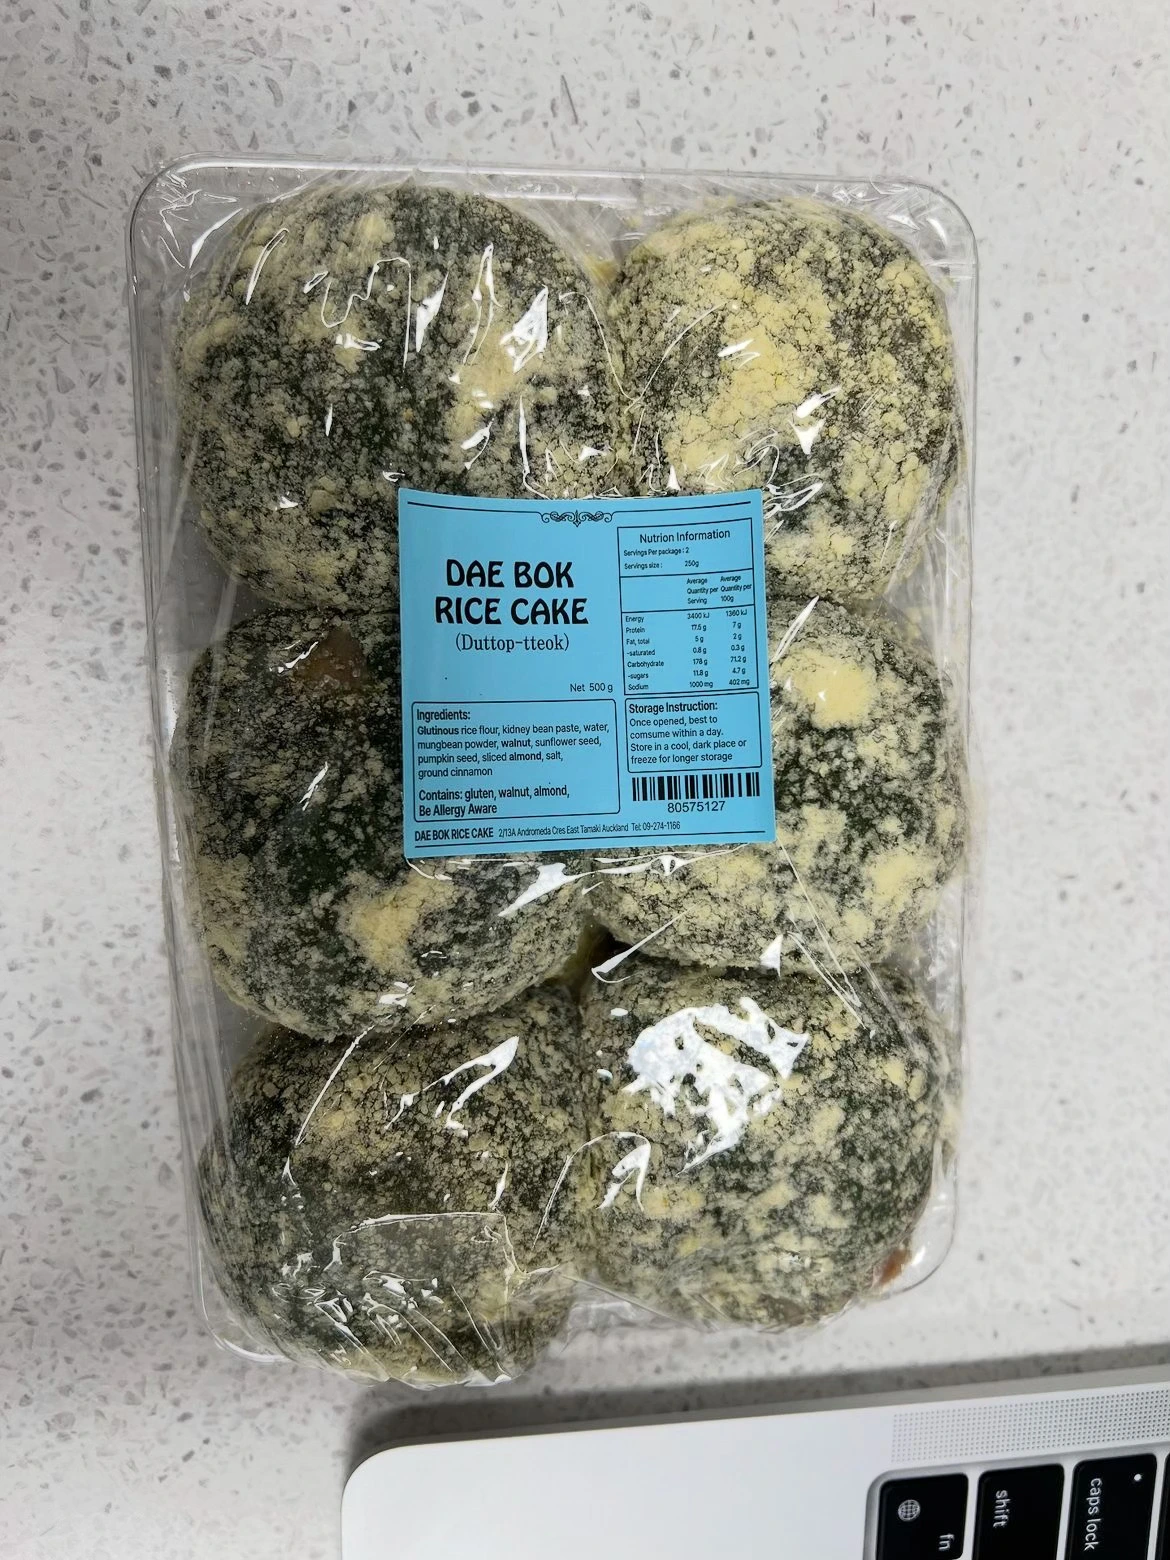 DAE BOK
RICE CAKE
(Duttop-tteok)
Net 500 g
Nutrion Information
Servings Per package : 2
Servings size : 250g
Average Quantity per Serving Average Quantity per 100g
Energy 3400 kJ 1360 kJ
Protein 17.5 g 7 g
Fat, total 5 g 2 g
-saturated 0.8 g 0.3 g
Carbohydrate 178 g 71.2 g
-sugars 11.8 g 4.7 g
Sodium 1000 mg 402 mg
Ingredients:
Glutinous rice flour, kidney bean paste, water,
mungbean powder, walnut, sunflower seed,
pumpkin seed, sliced almond, salt,
ground cinnamon
Contains: gluten, walnut, almond,
Be Allergy Aware
Storage Instruction:
Once opened, best to
comsume within a day.
Store in a cool, dark place or
freeze for longer storage
80575127
DAE BOK RICE CAKE 2/13A Andromeda Cres East Tamaki Auckland Tel: 09-274-1166
fn
shift
caps lock